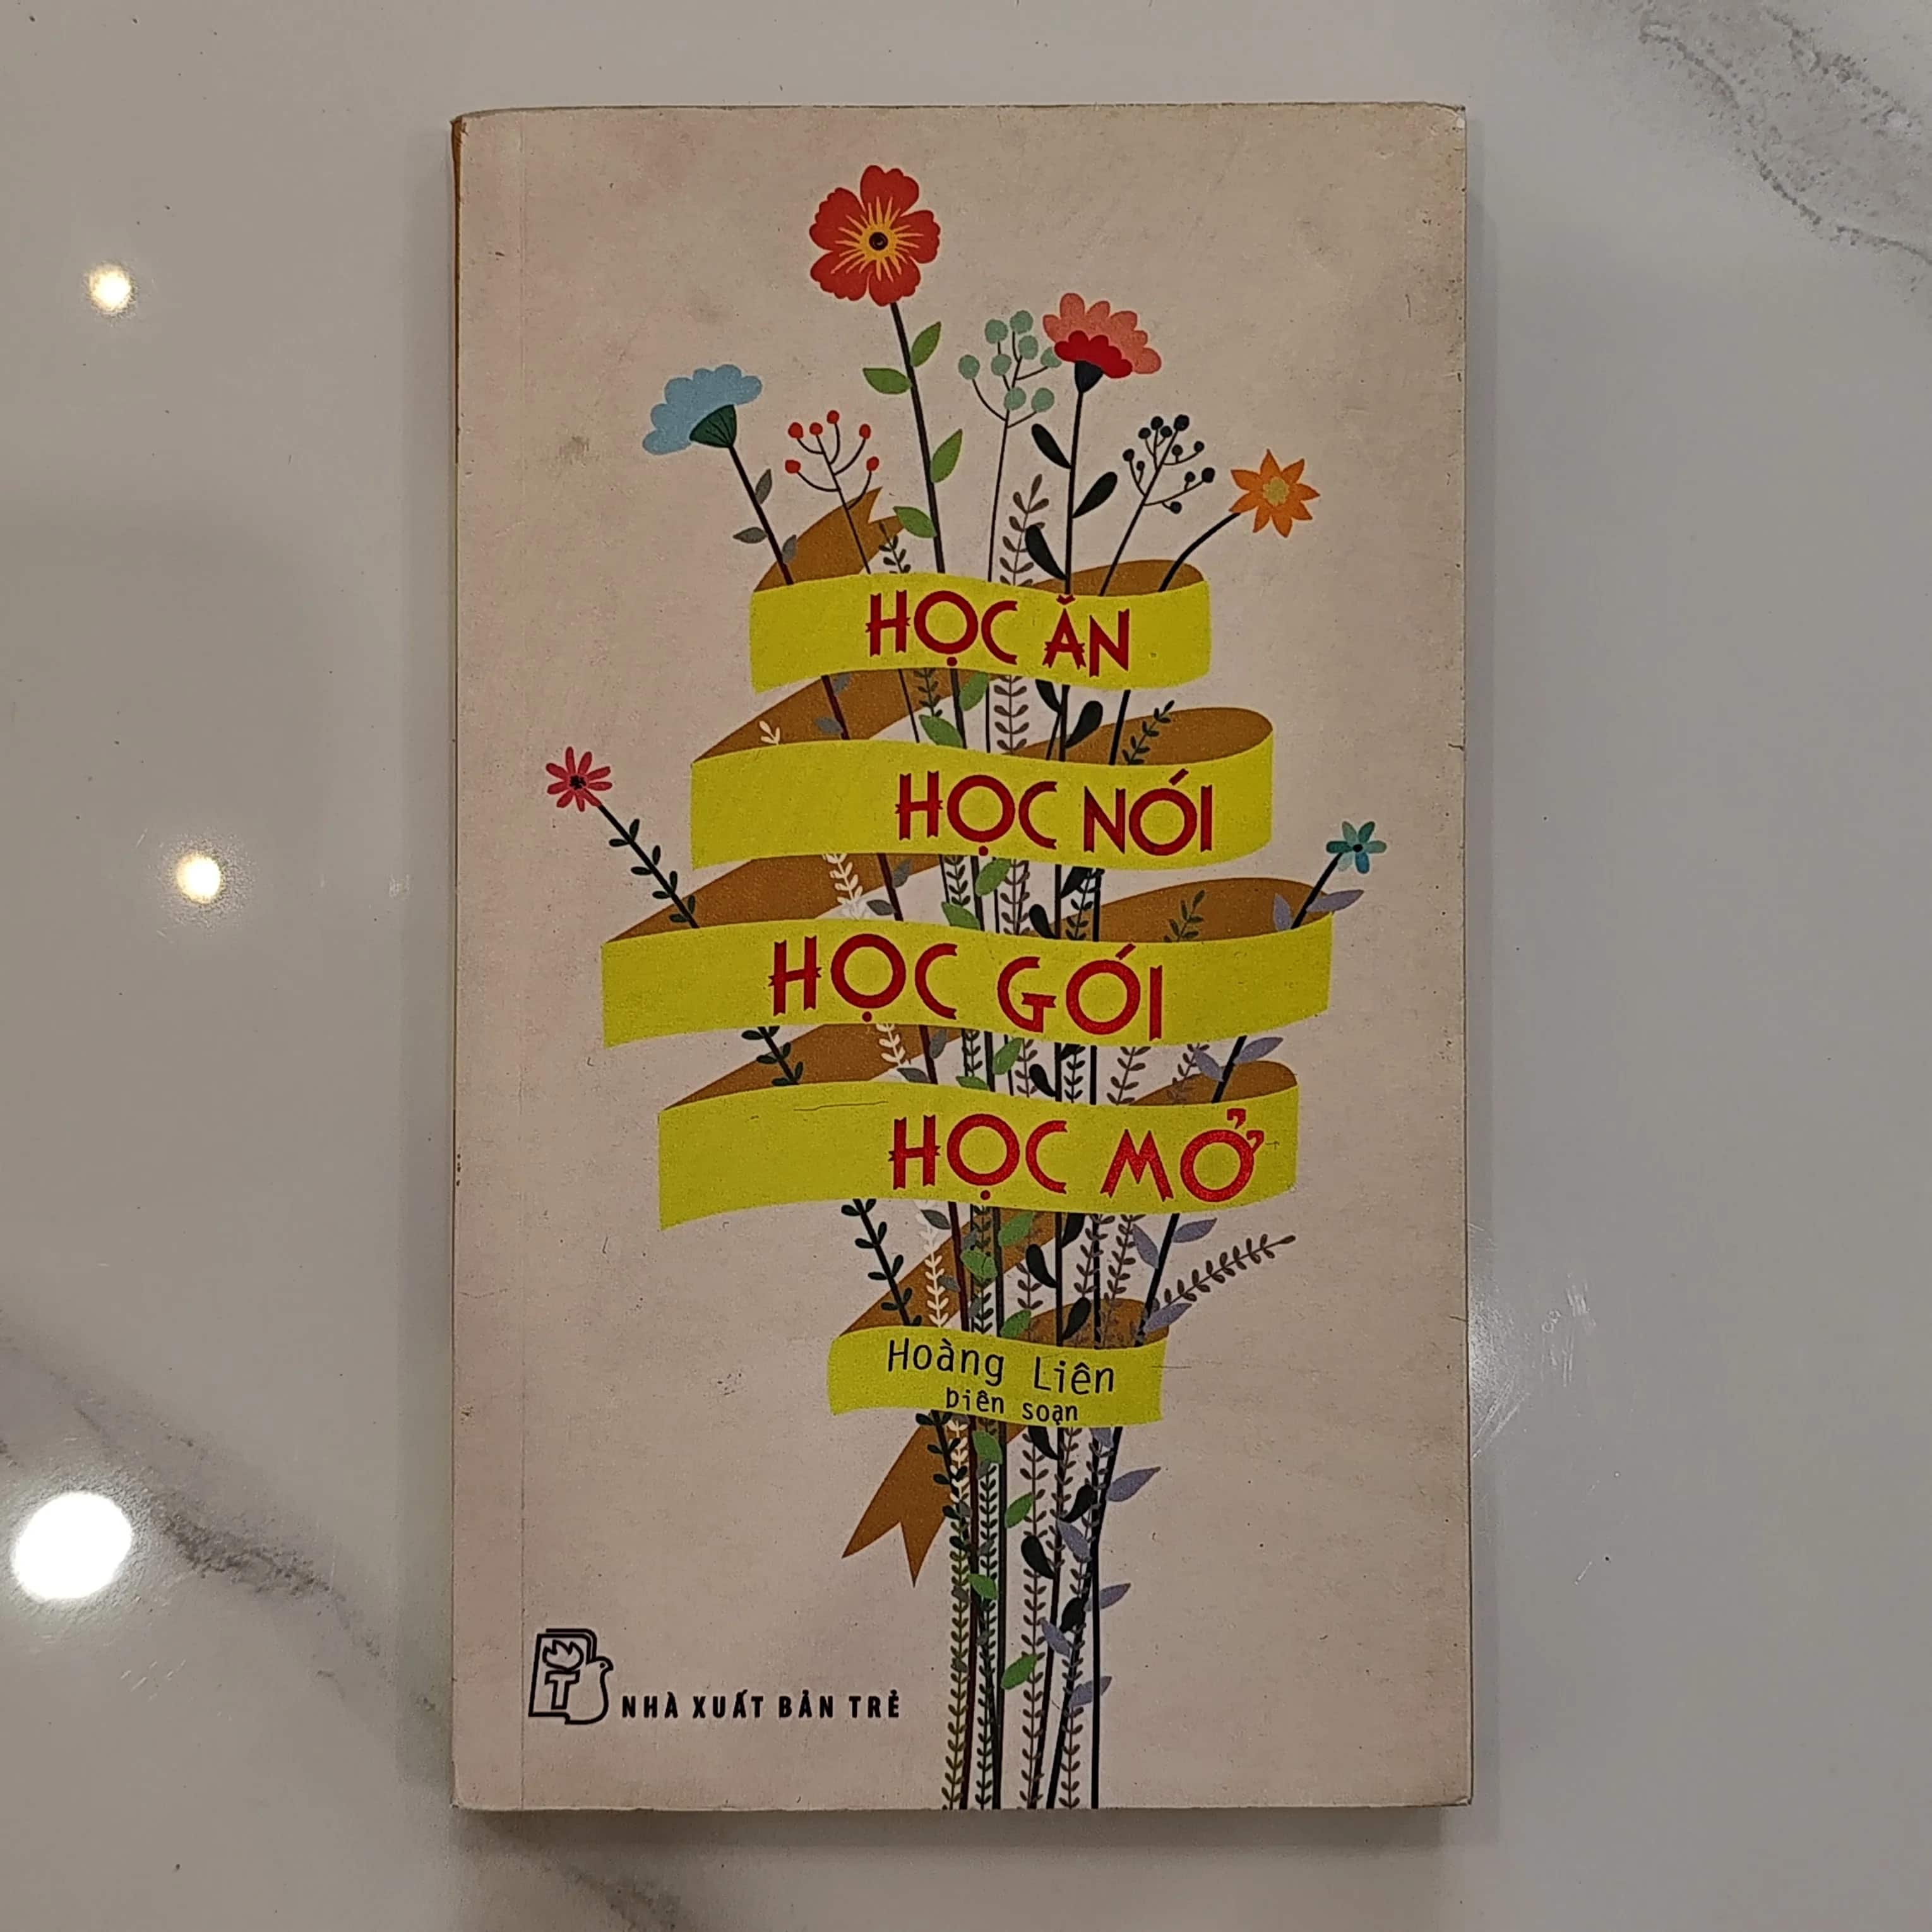 HỌC ĂN
HỌC NÓI
HỌC GÓI
HỌC MỞ
Hoàng Liên
biên soạn
T
NHÀ XUẤT BẢN TRẺ